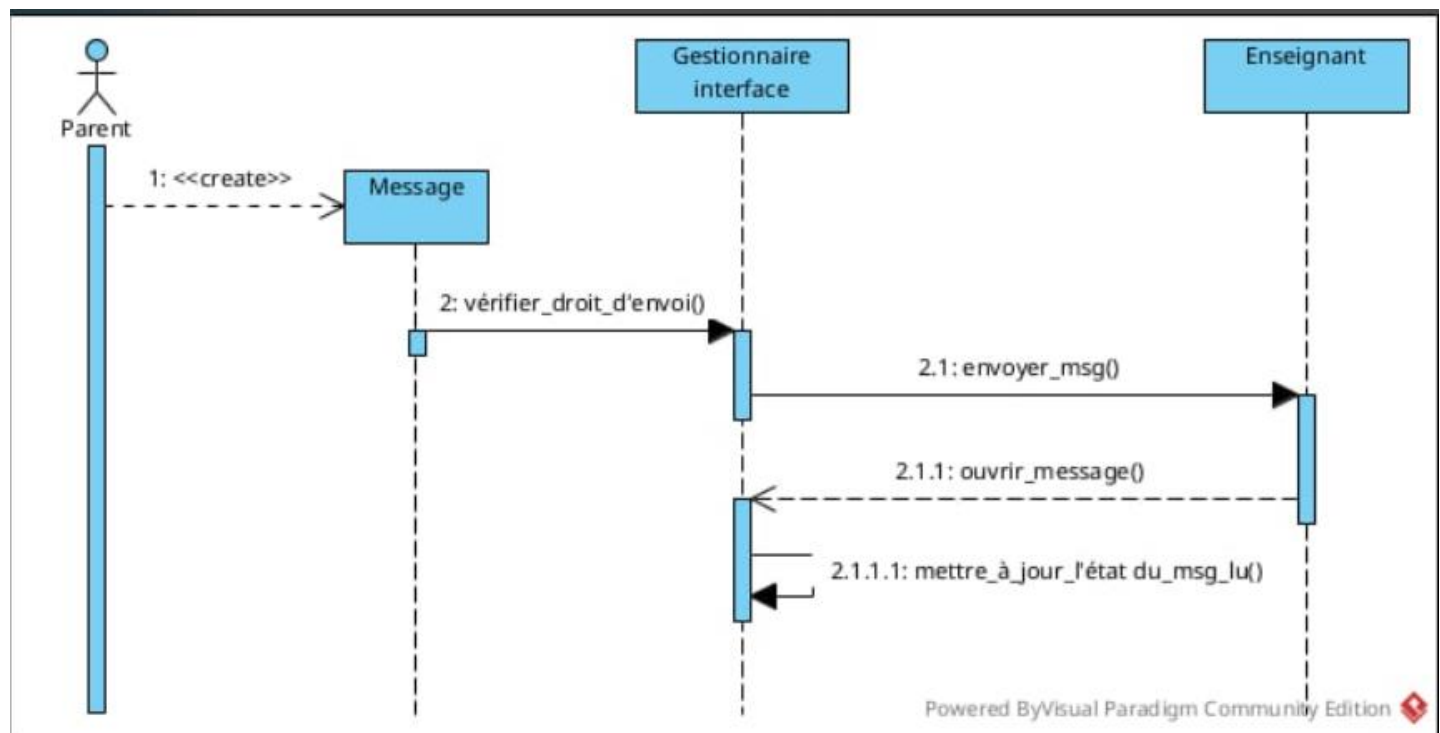 Gestionnaire
interface
Enseignant
Parent
1: <<create>>
Message
2: vérifier_droit_d'envoi()
2.1: envoyer_msg()
2.1.1: ouvrir_message()
2.1.1.1: mettre_à_jour_l'état du_msg_lu()
Powered ByVisual Paradigm Community Edition